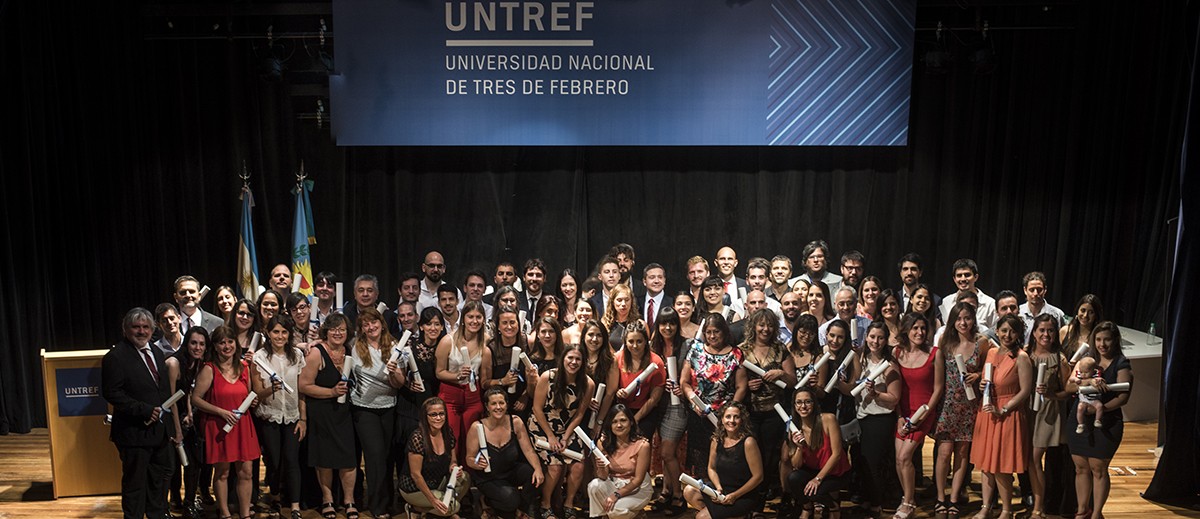 UNTREF
UNIVERSIDAD NACIONAL
DE TRES DE FEBRERO
UNTREF